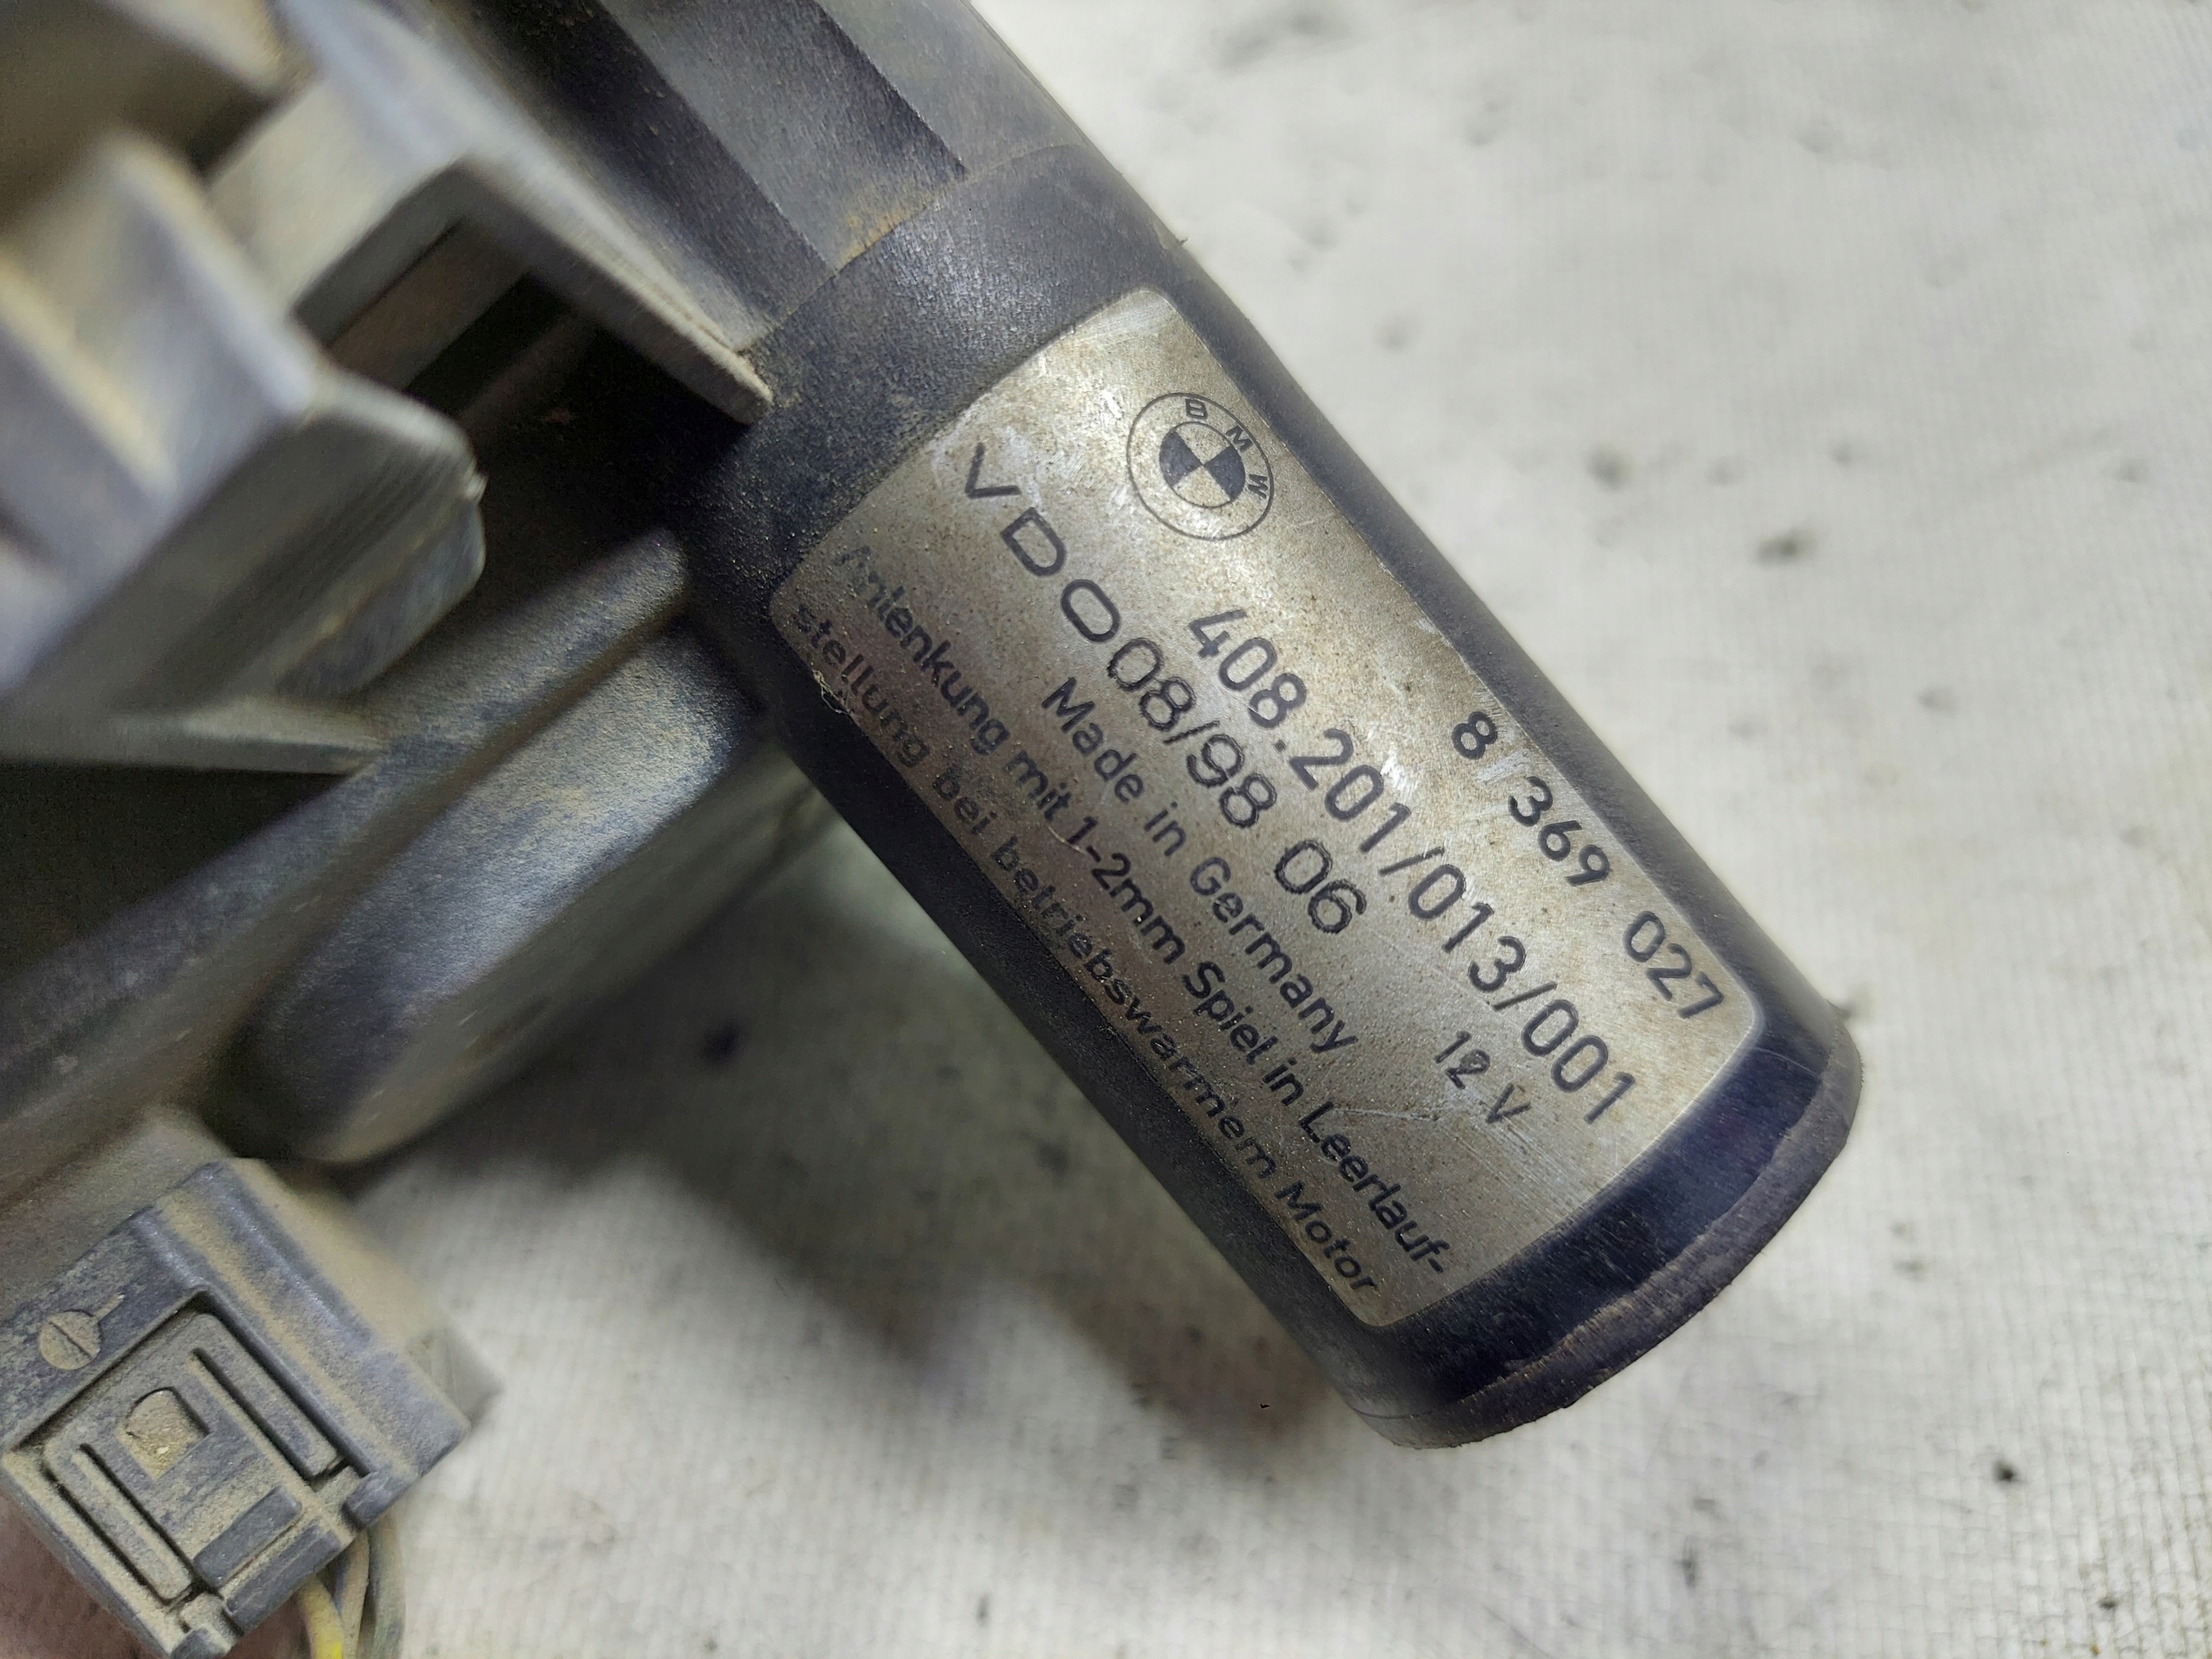 BMW
8 369 027
408.201/013/001
VDO 08/98 06 12 V
Made in Germany
Anlenkung mit 1-2mm Spiel in Leerlauf-
stellung bei betriebswarmem Motor